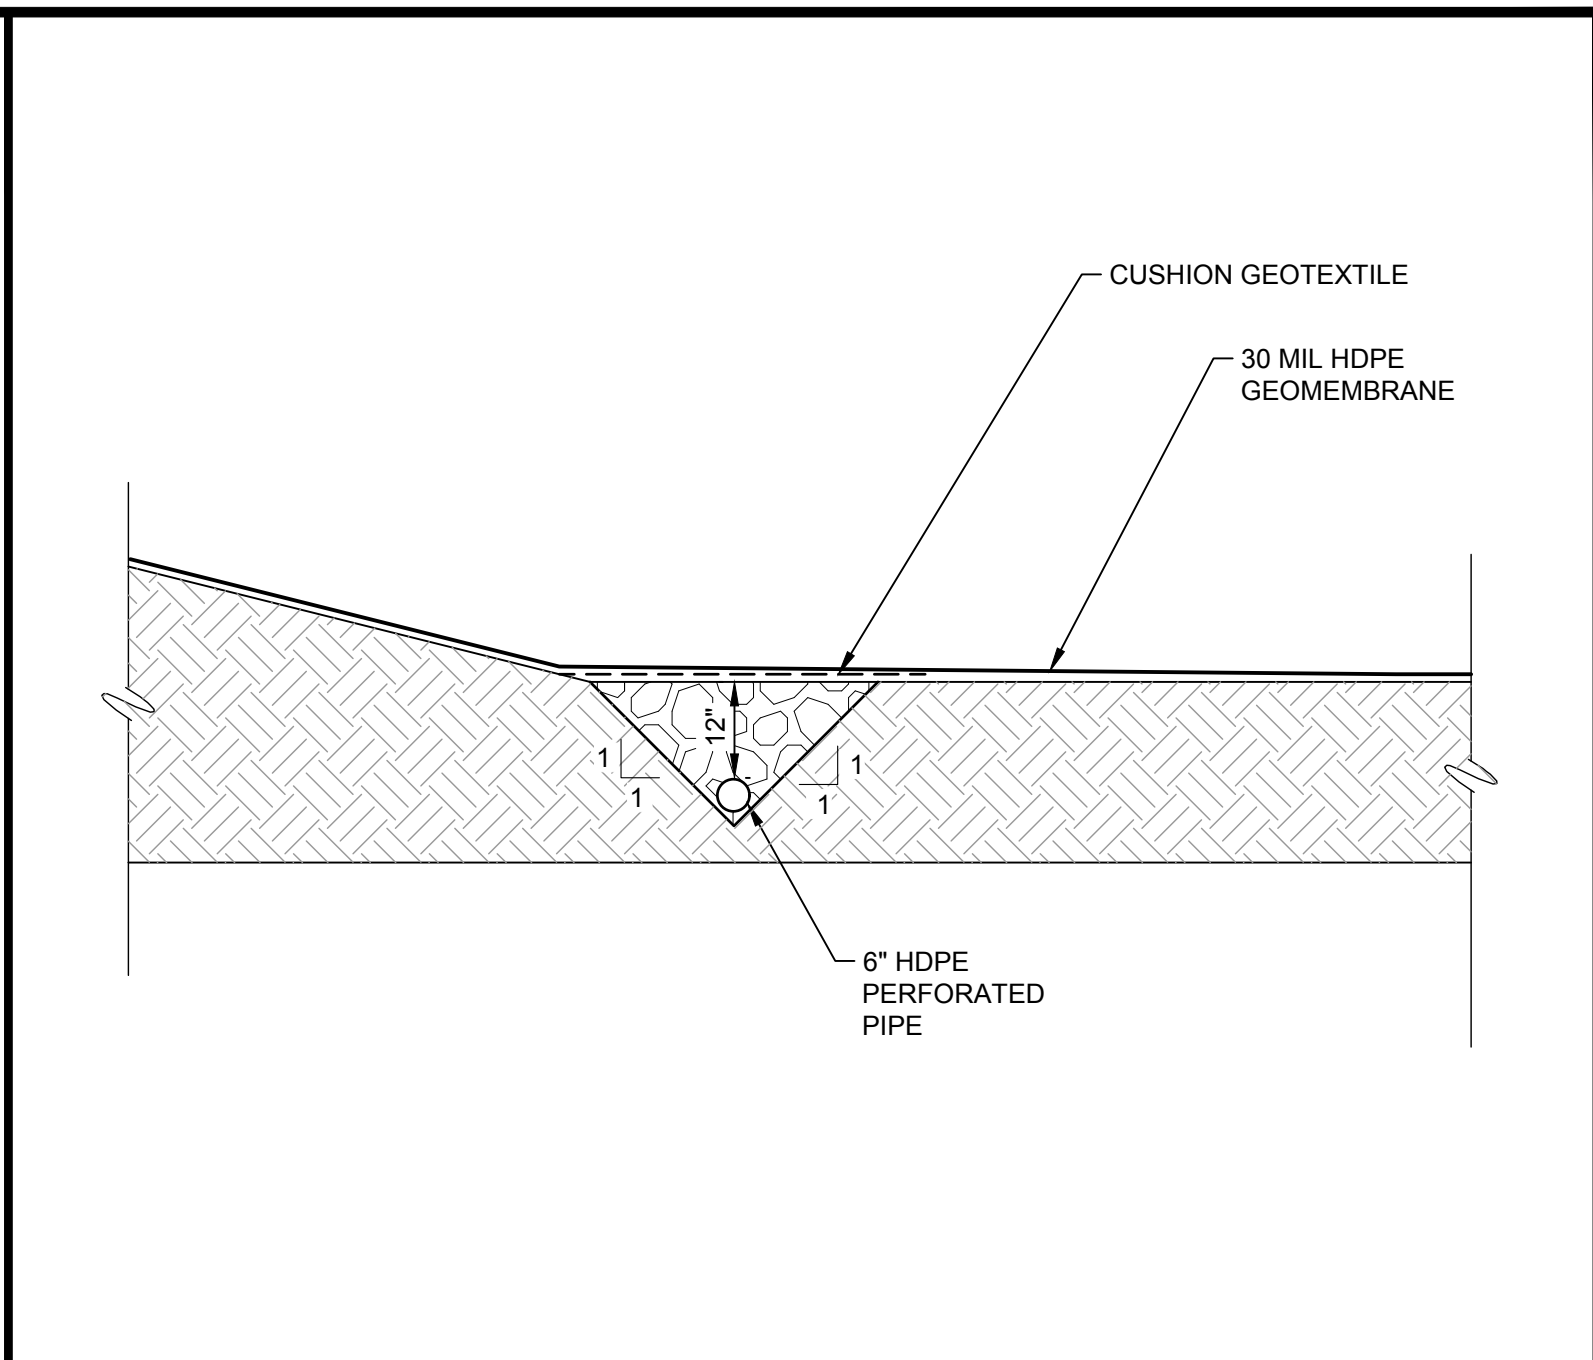 CUSHION GEOTEXTILE
30 MIL HDPE
GEOMEMBRANE
12"
1
1
1
1
6" HDPE
PERFORATED
PIPE